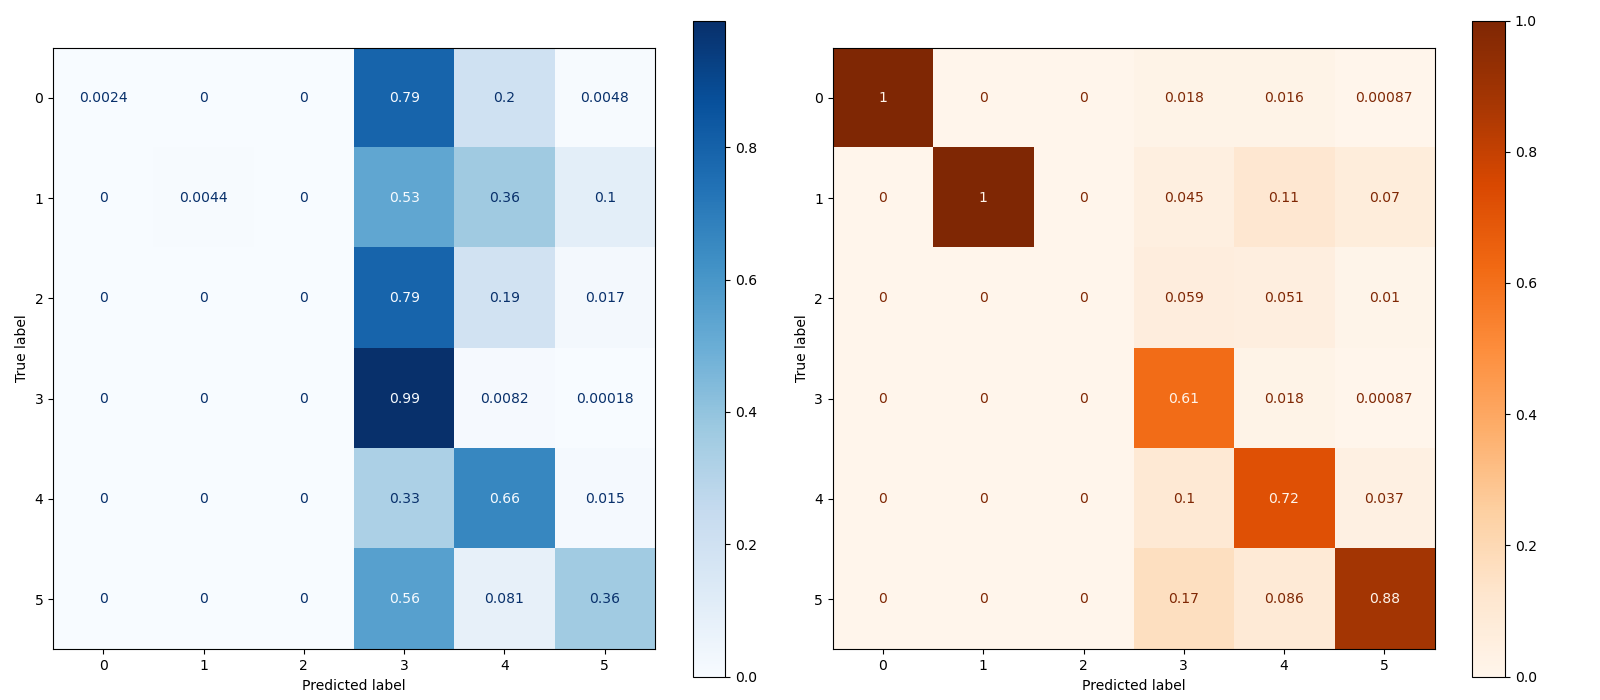 0 0.0024 0 0 0.79 0.2 0.0048
1 0 0.0044 0 0.53 0.36 0.1
2 0 0 0 0.79 0.19 0.017
3 0 0 0 0.99 0.0082 0.00018
4 0 0 0 0.33 0.66 0.015
5 0 0 0 0.56 0.081 0.36
0 1 2 3 4 5
True label
Predicted label
0.8
0.6
0.4
0.2
0.0
0 1 0 0 0.018 0.016 0.00087
1 0 1 0 0.045 0.11 0.07
2 0 0 0 0.059 0.051 0.01
3 0 0 0 0.61 0.018 0.00087
4 0 0 0 0.1 0.72 0.037
5 0 0 0 0.17 0.086 0.88
0 1 2 3 4 5
True label
Predicted label
1.0
0.8
0.6
0.4
0.2
0.0